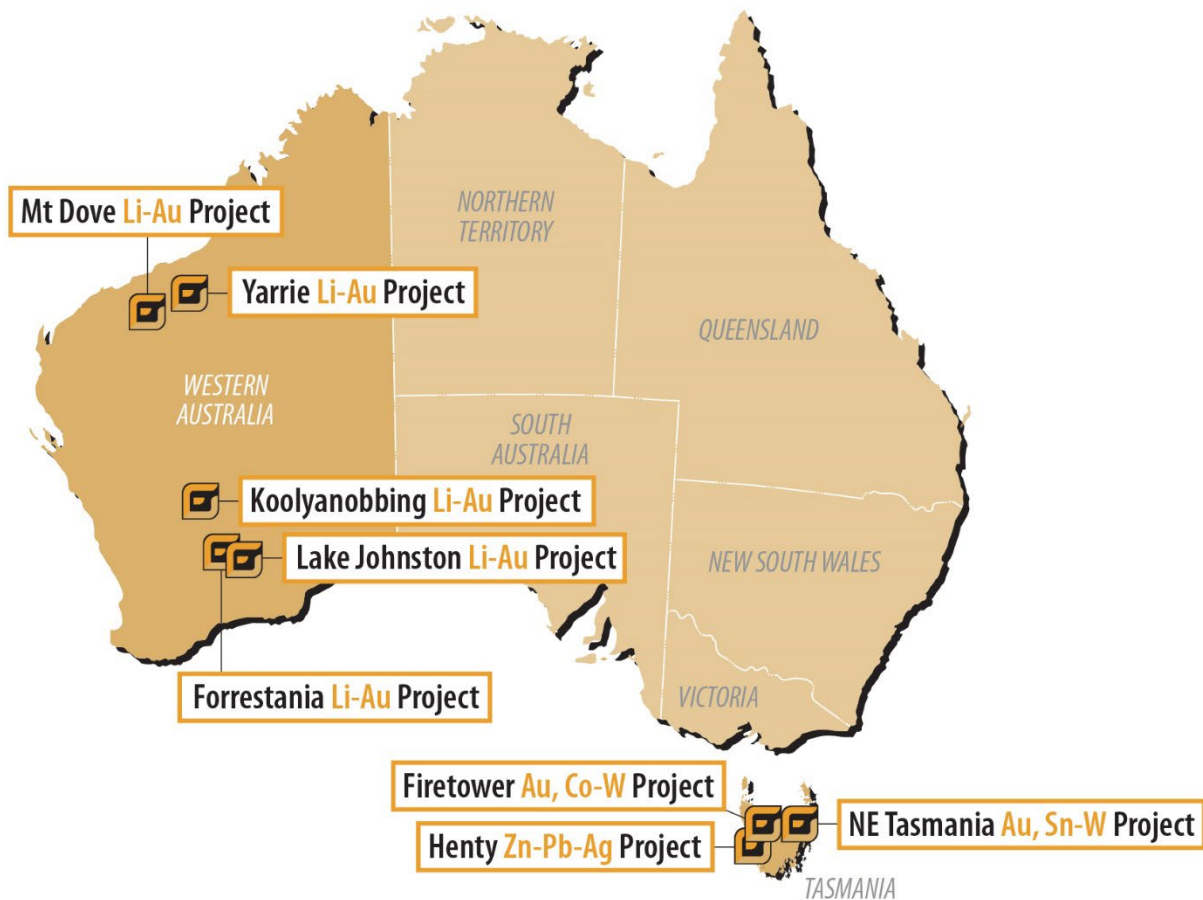 NORTHERN
TERRITORY
Mt Dove Li-Au Project
Yarrie Li-Au Project
QUEENSLAND
WESTERN
AUSTRALIA
SOUTH
AUSTRALIA
Koolyanobbing Li-Au Project
Lake Johnston Li-Au Project
NEW SOUTH WALES
Forrestania Li-Au Project
VICTORIA
Firetower Au, Co-W Project
NE Tasmania Au, Sn-W Project
Henty Zn-Pb-Ag Project
TASMANIA